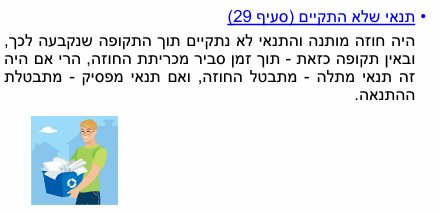 • תנאי שלא התקיים (סעיף 29)
היה חוזה מותנה והתנאי לא נתקיים תוך התקופה שנקבעה לכך,
ובאין תקופה כזאת - תוך זמן סביר מכריתת החוזה, הרי אם היה
זה תנאי מתלה - מתבטל החוזה, ואם תנאי מפסיק - מתבטלת
ההתנאה.